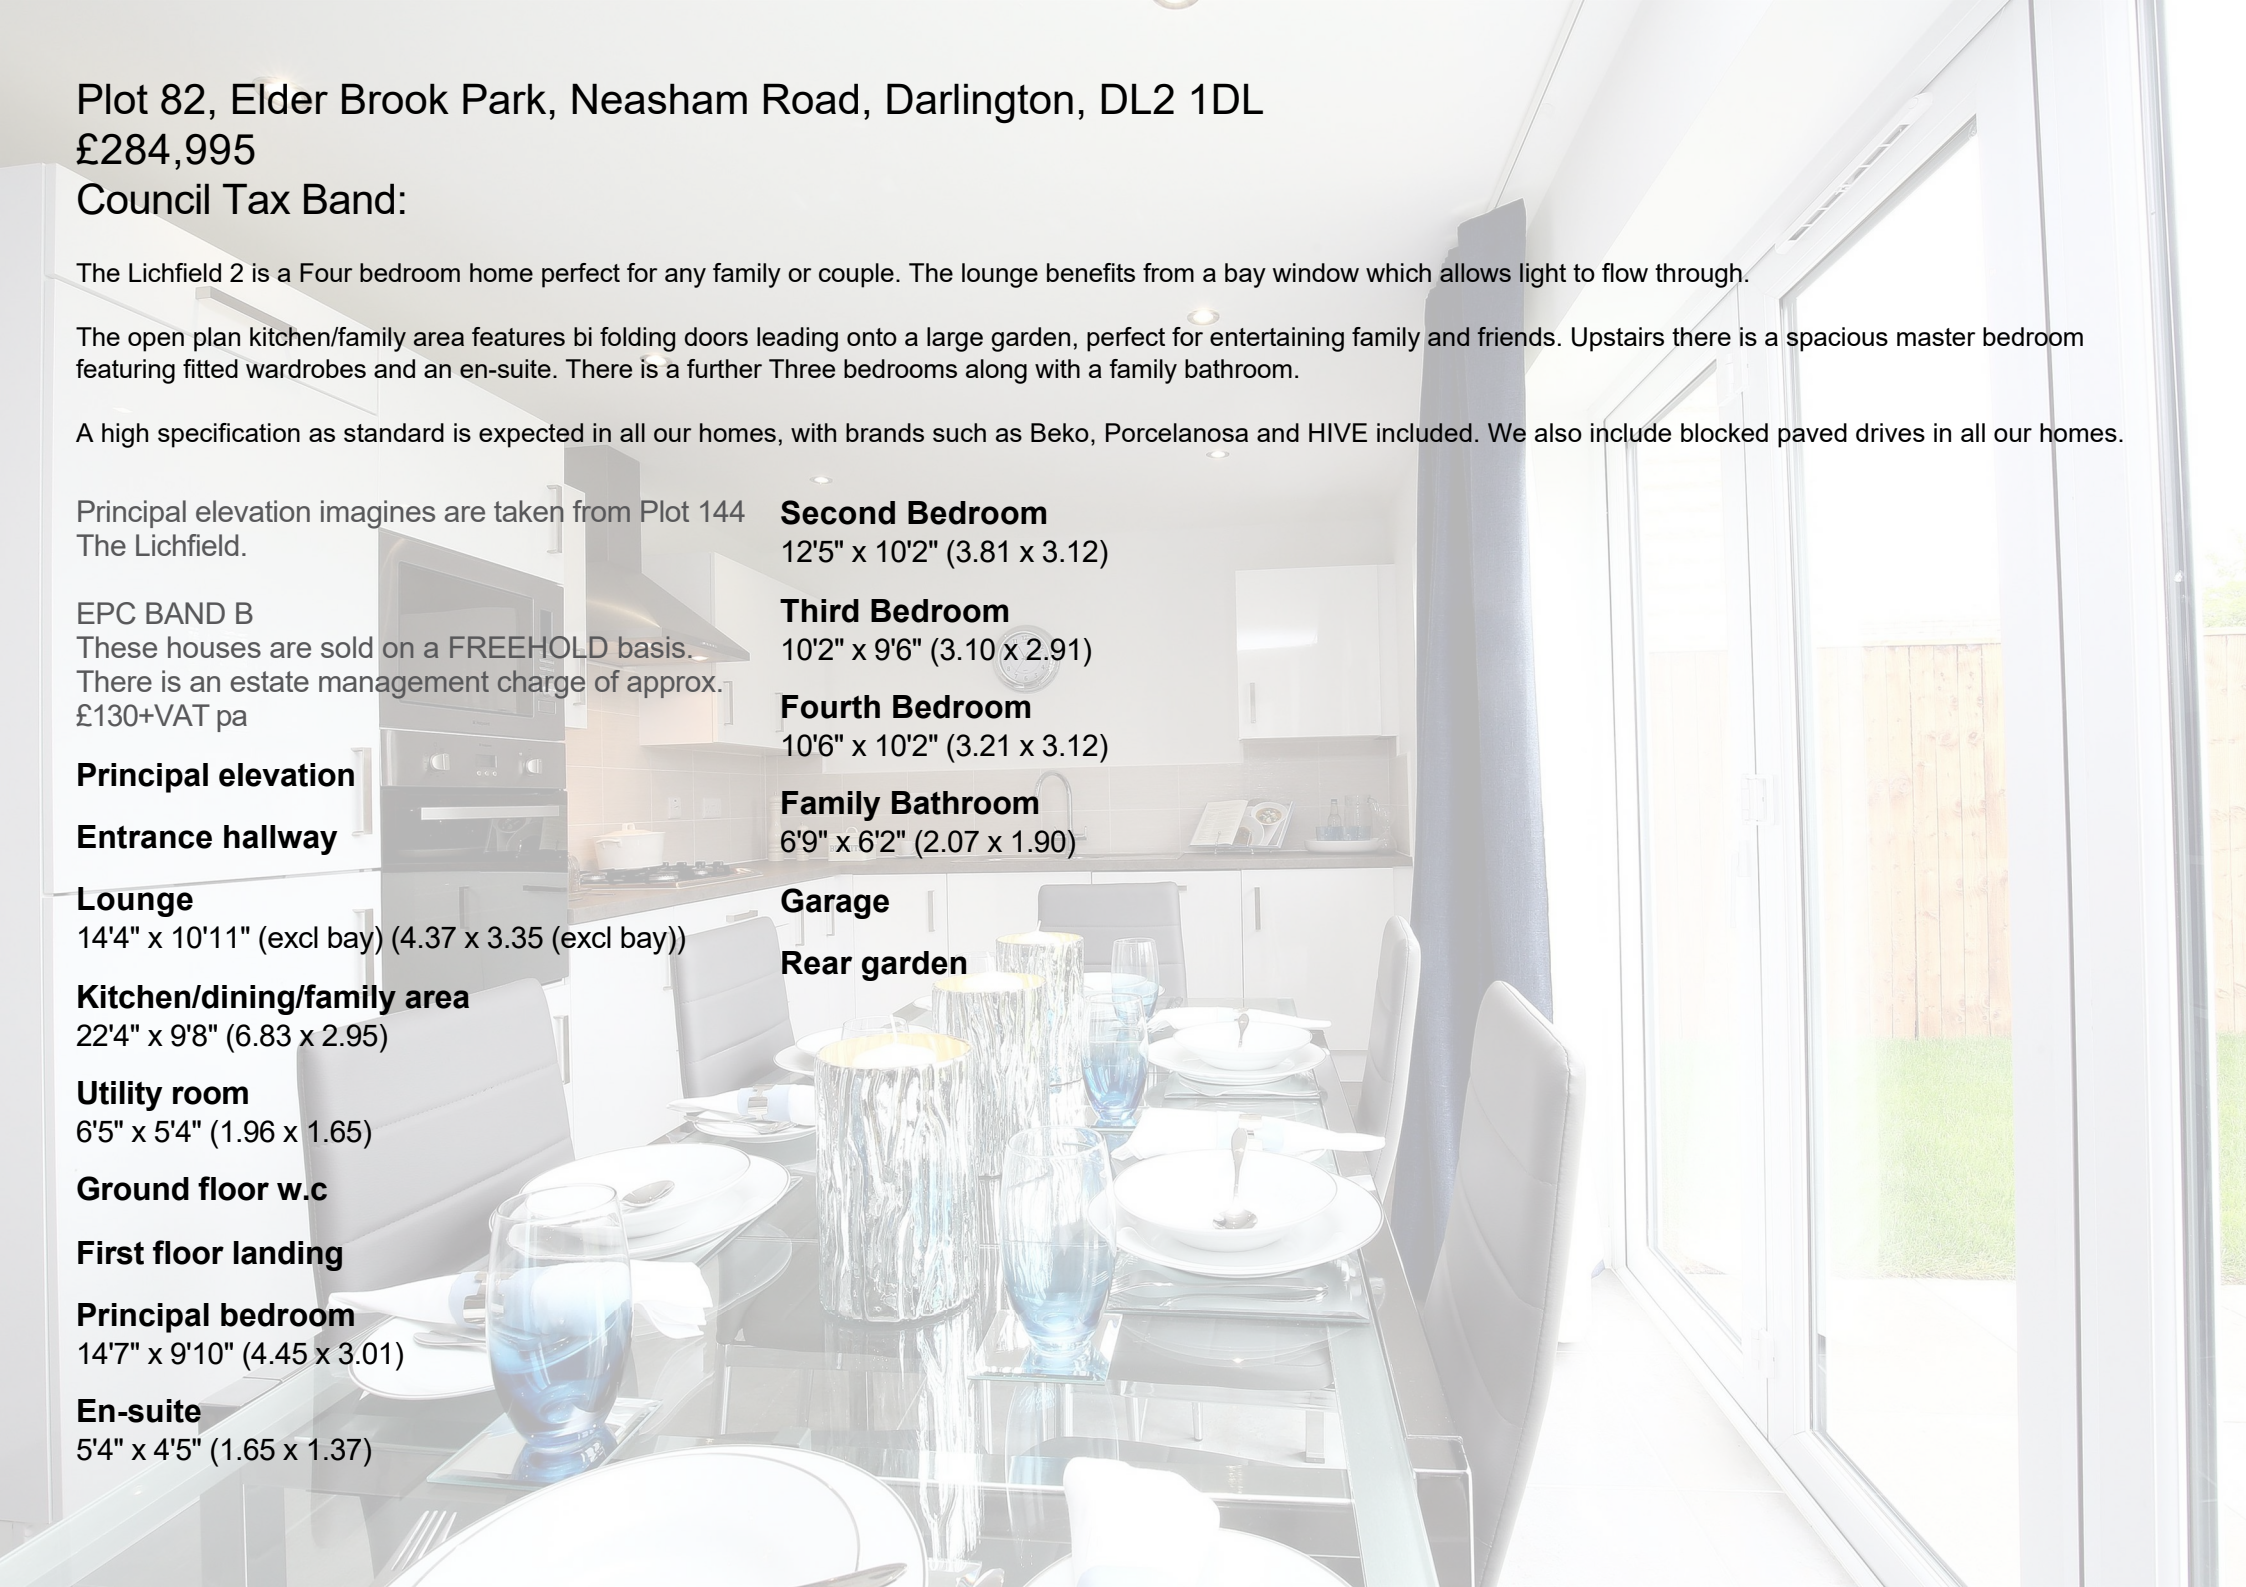 Plot 82, Elder Brook Park, Neasham Road, Darlington, DL2 1DL
£284,995
Council Tax Band:
The Lichfield 2 is a Four bedroom home perfect for any family or couple. The lounge benefits from a bay window which allows light to flow through.
The open plan kitchen/family area features bi folding doors leading onto a large garden, perfect for entertaining family and friends. Upstairs there is a spacious master bedroom
featuring fitted wardrobes and an en-suite. There is a further Three bedrooms along with a family bathroom.
A high specification as standard is expected in all our homes, with brands such as Beko, Porcelanosa and HIVE included. We also include blocked paved drives in all our homes.
Principal elevation imagines are taken from Plot 144
The Lichfield.
EPC BAND B
These houses are sold on a FREEHOLD basis.
There is an estate management charge of approx.
£130+VAT pa
Principal elevation
Entrance hallway
Lounge
14'4" x 10'11" (excl bay) (4.37 x 3.35 (excl bay))
Kitchen/dining/family area
22'4" x 9'8" (6.83 x 2.95)
Utility room
6'5" x 5'4" (1.96 x 1.65)
Ground floor w.c
First floor landing
Principal bedroom
14'7" x 9'10" (4.45 x 3.01)
En-suite
5'4" x 4'5" (1.65 x 1.37)
Second Bedroom
12'5" x 10'2" (3.81 x 3.12)
Third Bedroom
10'2" x 9'6" (3.10 x 2.91)
Fourth Bedroom
10'6" x 10'2" (3.21 x 3.12)
Family Bathroom
6'9" x 6'2" (2.07 x 1.90)
Garage
Rear garden